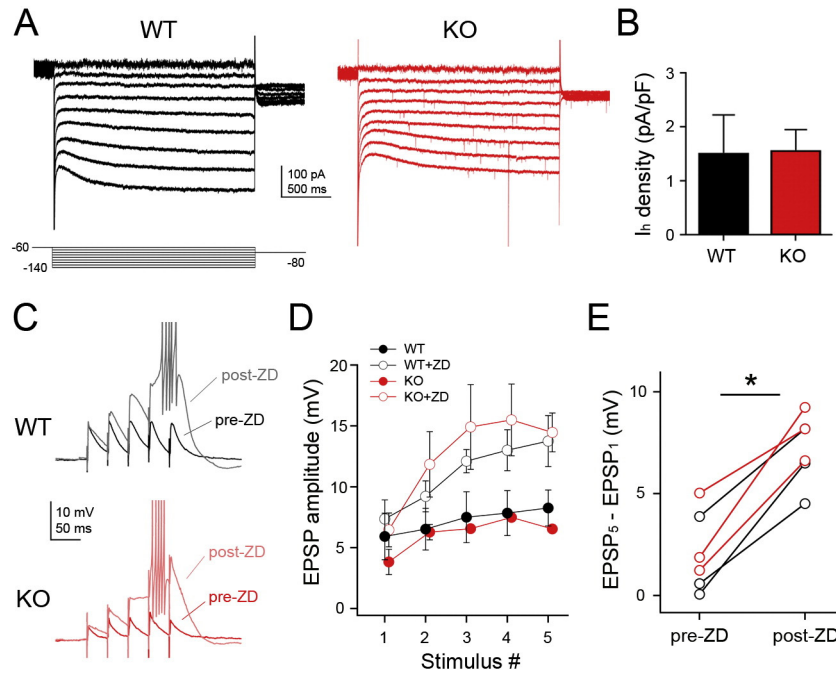 A
WT
KO
100 pA
500 ms
-60
-140
-80
B
Ih density (pA/pF)
3
2
1
0
WT
KO
C
WT
post-ZD
pre-ZD
10 mV
50 ms
KO
post-ZD
pre-ZD
D
WT
WT+ZD
KO
KO+ZD
EPSP amplitude (mV)
20
15
10
5
0
1 2 3 4 5
Stimulus #
E
*
EPSP5 - EPSP1 (mV)
10
5
0
pre-ZD post-ZD